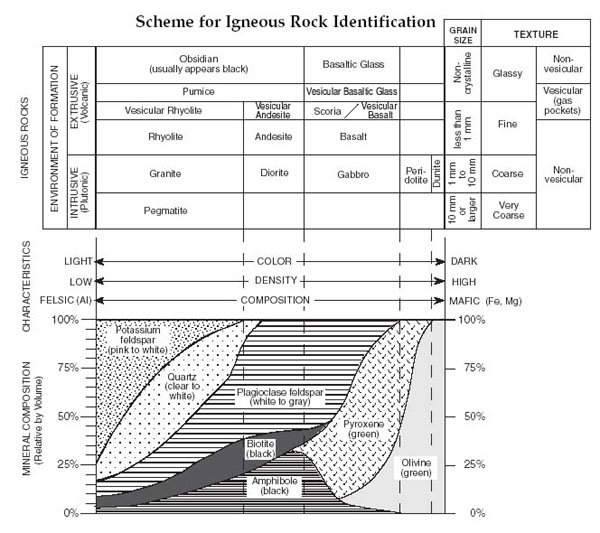 Scheme for Igneous Rock Identification
GRAIN
SIZE
TEXTURE
IGNEOUS ROCKS
ENVIRONMENT OF FORMATION
EXTRUSIVE
(Volcanic)
Obsidian
(usually appears black)
Basaltic Glass
Non-
crystalline
Glassy
Non-
vesicular
Pumice
Vesicular Basaltic Glass
Vesicular
(gas
pockets)
Vesicular Rhyolite
Vesicular
Andesite
Scoria
Vesicular
Basalt
less than
1 mm
Fine
Rhyolite
Andesite
Basalt
INTRUSIVE
(Plutonic)
Granite
Diorite
Gabbro
Peri-
dotite
Dunite
1 mm
to
10 mm
Coarse
Non-
vesicular
Pegmatite
10 mm
or
larger
Very
Coarse
CHARACTERISTICS
LIGHT
COLOR
DARK
LOW
DENSITY
HIGH
FELSIC (Al)
COMPOSITION
MAFIC (Fe, Mg)
MINERAL COMPOSITION
(Relative by Volume)
100%
75%
50%
25%
0%
Potassium
feldspar
(pink to white)
Quartz
(clear to
white)
Plagioclase feldspar
(white to gray)
Biotite
(black)
Amphibole
(black)
Pyroxene
(green)
Olivine
(green)
100%
75%
50%
25%
0%